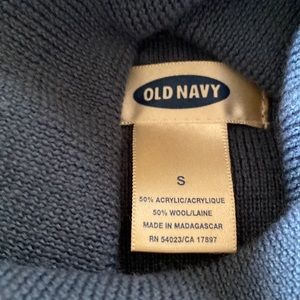 OLD NAVY
S
50% ACRYLIC/ACRYLIQUE
50% WOOL/LAINE
MADE IN MADAGASCAR
RN 54023/CA 17897